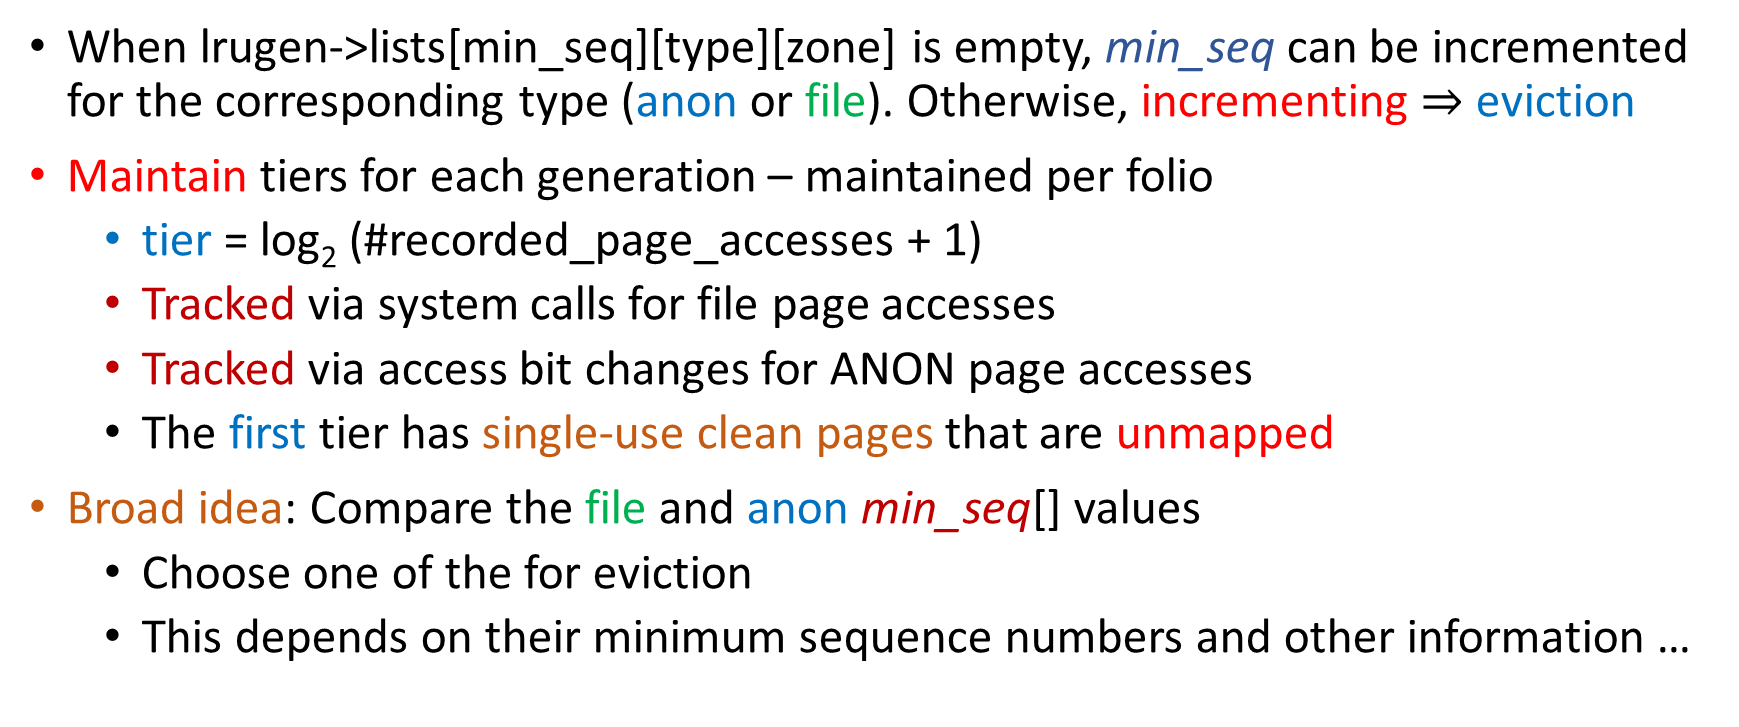 • When lrugen->lists[min_seq][type][zone] is empty, min_seq can be incremented
for the corresponding type (anon or file). Otherwise, incrementing ⇒ eviction
• Maintain tiers for each generation – maintained per folio
• tier = log₂ (#recorded_page_accesses + 1)
• Tracked via system calls for file page accesses
• Tracked via access bit changes for ANON page accesses
• The first tier has single-use clean pages that are unmapped
• Broad idea: Compare the file and anon min_seq[] values
• Choose one of the for eviction
• This depends on their minimum sequence numbers and other information ...